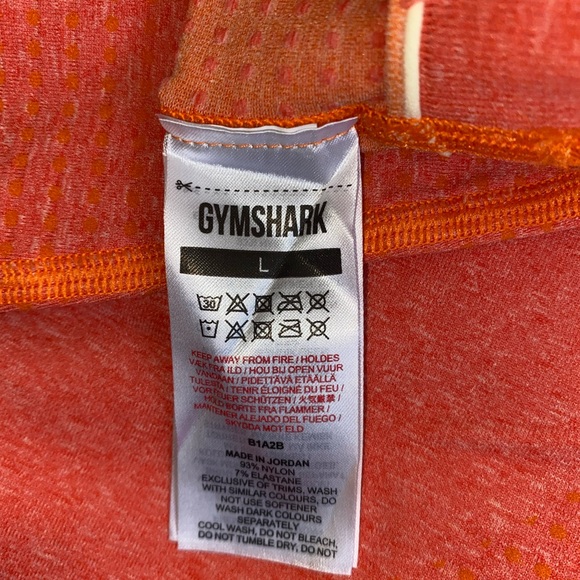 GYMSHARK
L
30
KEEP AWAY FROM FIRE / HOLDES
VÆK FRA ILD / HOU BIJ OPEN VUUR
VANDAAN / PIDETTÄVÄ ETÄÄLLÄ
TULESTA / TENIR ÉLOIGNÉ DU FEU /
VOR FEUER SCHÜTZEN / 火気厳禁 /
HOLD BORTE FRA FLAMMER /
MANTENER ALEJADO DEL FUEGO /
SKYDDA MOT ELD
B1A2B
MADE IN JORDAN
93% NYLON
7% ELASTANE
EXCLUSIVE OF TRIMS, WASH
WITH SIMILAR COLOURS, DO
NOT USE SOFTENER
WASH DARK COLOURS
SEPARATELY
COOL WASH, DO NOT BLEACH,
DO NOT TUMBLE DRY, DO NOT